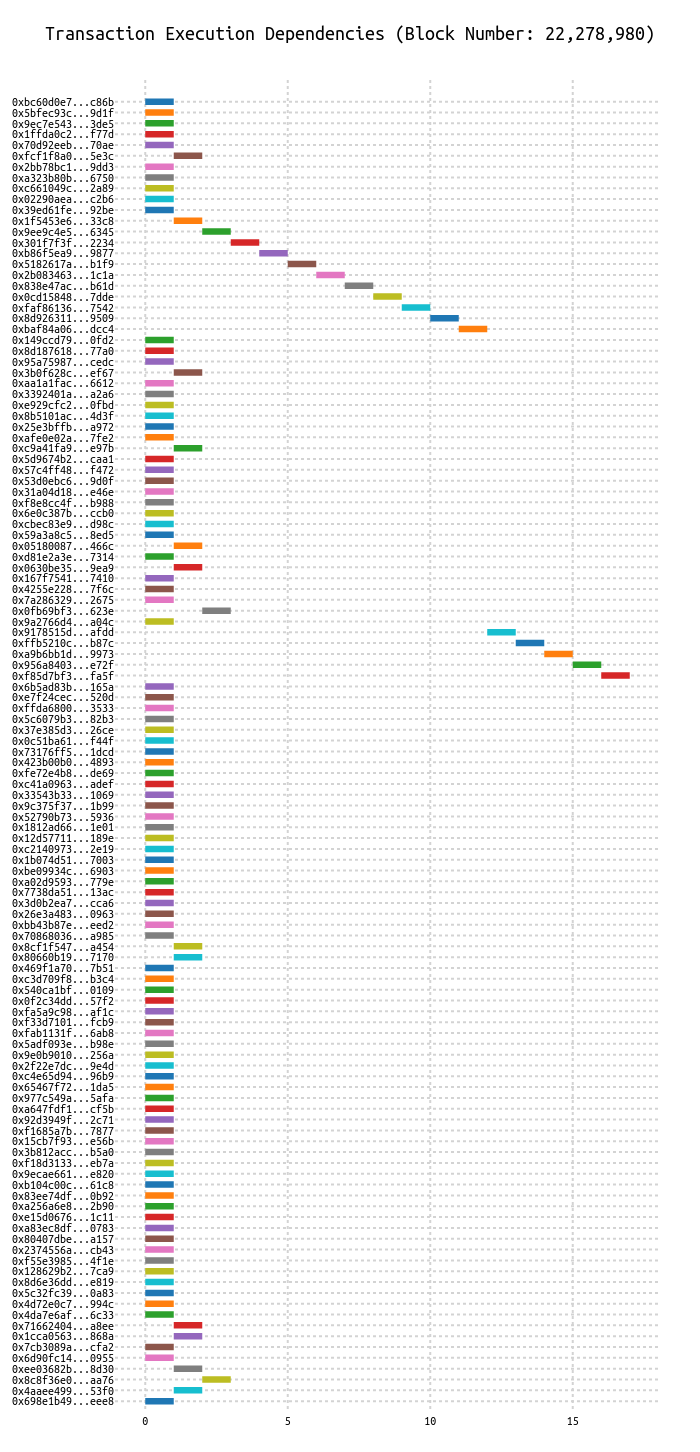 Transaction Execution Dependencies (Block Number: 22,278,980)
0xbc60d0e7...c86b
0x5bfec93c...9d1f
0x9ec7e543...3de5
0x1ffda0c2...f77d
0x70d92eeb...70ae
0xfcf1f8a0...5e3c
0x2bb78bc1...9dd3
0xa323b80b...6750
0xc661049c...2a89
0x02290aea...c2b6
0x39ed61fe...92be
0x1f5453e6...33c8
0x9ee9c4e5...6345
0x301f7f3f...2234
0xb86f5ea9...9877
0x5182617a...b1f9
0x2b083463...1c1a
0x838e47ac...b61d
0x0cd15848...7dde
0xfaf86136...7542
0x8d926311...9509
0xbaf84a06...dcc4
0x149ccd79...0fd2
0x8d187618...77a0
0x95a75987...cedc
0x3b0f628c...ef67
0xaa1a1fac...6612
0x3392401a...a2a6
0xe929cfc2...0fbd
0x8b5101ac...4d3f
0x25e3bffb...a972
0xafe0e02a...7fe2
0xc9a41fa9...e97b
0x5d9674b2...caa1
0x57c4ff48...f472
0x53d0ebc6...9d0f
0x31a04d18...e46e
0xf8e8cc4f...b988
0x6e0c387b...ccb0
0xcbec83e9...d98c
0x59a3a8c5...8ed5
0x05180087...466c
0xd81e2a3e...7314
0x0630be35...9ea9
0x167f7541...7410
0x4255e228...7f6c
0x7a286329...2675
0x0fb69bf3...623e
0x9a2766d4...a04c
0x9178515d...afdd
0xffb5210c...b87c
0xa9b6bb1d...9973
0x956a8403...e72f
0xf85d7bf3...fa5f
0x6b5ad83b...165a
0xe7f24cec...520d
0xffda6800...3533
0x5c6079b3...82b3
0x37e385d3...26ce
0x0c51ba61...f44f
0x73176ff5...1dcd
0x423b00b0...4893
0xfe72e4b8...de69
0xc41a0963...adef
0x33543b33...1069
0x9c375f37...1b99
0x52790b73...5936
0x1812ad66...1e01
0x12d57711...189e
0xc2140973...2e19
0x1b074d51...7003
0xbe09934c...6903
0xa02d9593...779e
0x7738da51...13ac
0x3d0b2ea7...cca6
0x26e3a483...0963
0xbb43b87e...eed2
0x70868036...a985
0x8cf1f547...a454
0x80660b19...7170
0x469f1a70...7b51
0xc3d709f8...b3c4
0x540ca1bf...0109
0x0f2c34dd...57f2
0xfa5a9c98...af1c
0xf33d7101...fcb9
0xfab1131f...6ab8
0x5adf093e...b98e
0x9e0b9010...256a
0x2f22e7dc...9e4d
0xc4e65d94...96b9
0x65467f72...1da5
0x977c549a...5afa
0xa647fdf1...cf5b
0x92d3949f...2c71
0xf1685a7b...7877
0x15cb7f93...e56b
0x3b812acc...b5a0
0xf18d3133...eb7a
0x9ecae661...e820
0xb104c00c...61c8
0x83ee74df...0b92
0xa256a6e8...2b90
0xe15d0676...1c11
0xa83ec8df...0783
0x80407dbe...a157
0x2374556a...cb43
0xf55e3985...4f1e
0x128629b2...7ca9
0x8d6e36dd...e819
0x5c32fc39...0a83
0x4d72e0c7...994c
0x4da7e6af...6c33
0x71662404...a8ee
0x1cca0563...868a
0x7cb3089a...cfa2
0x6d90fc14...0955
0xee03682b...8d30
0x8c8f36e0...aa76
0x4aaee499...53f0
0x698e1b49...eee8
0 5 10 15